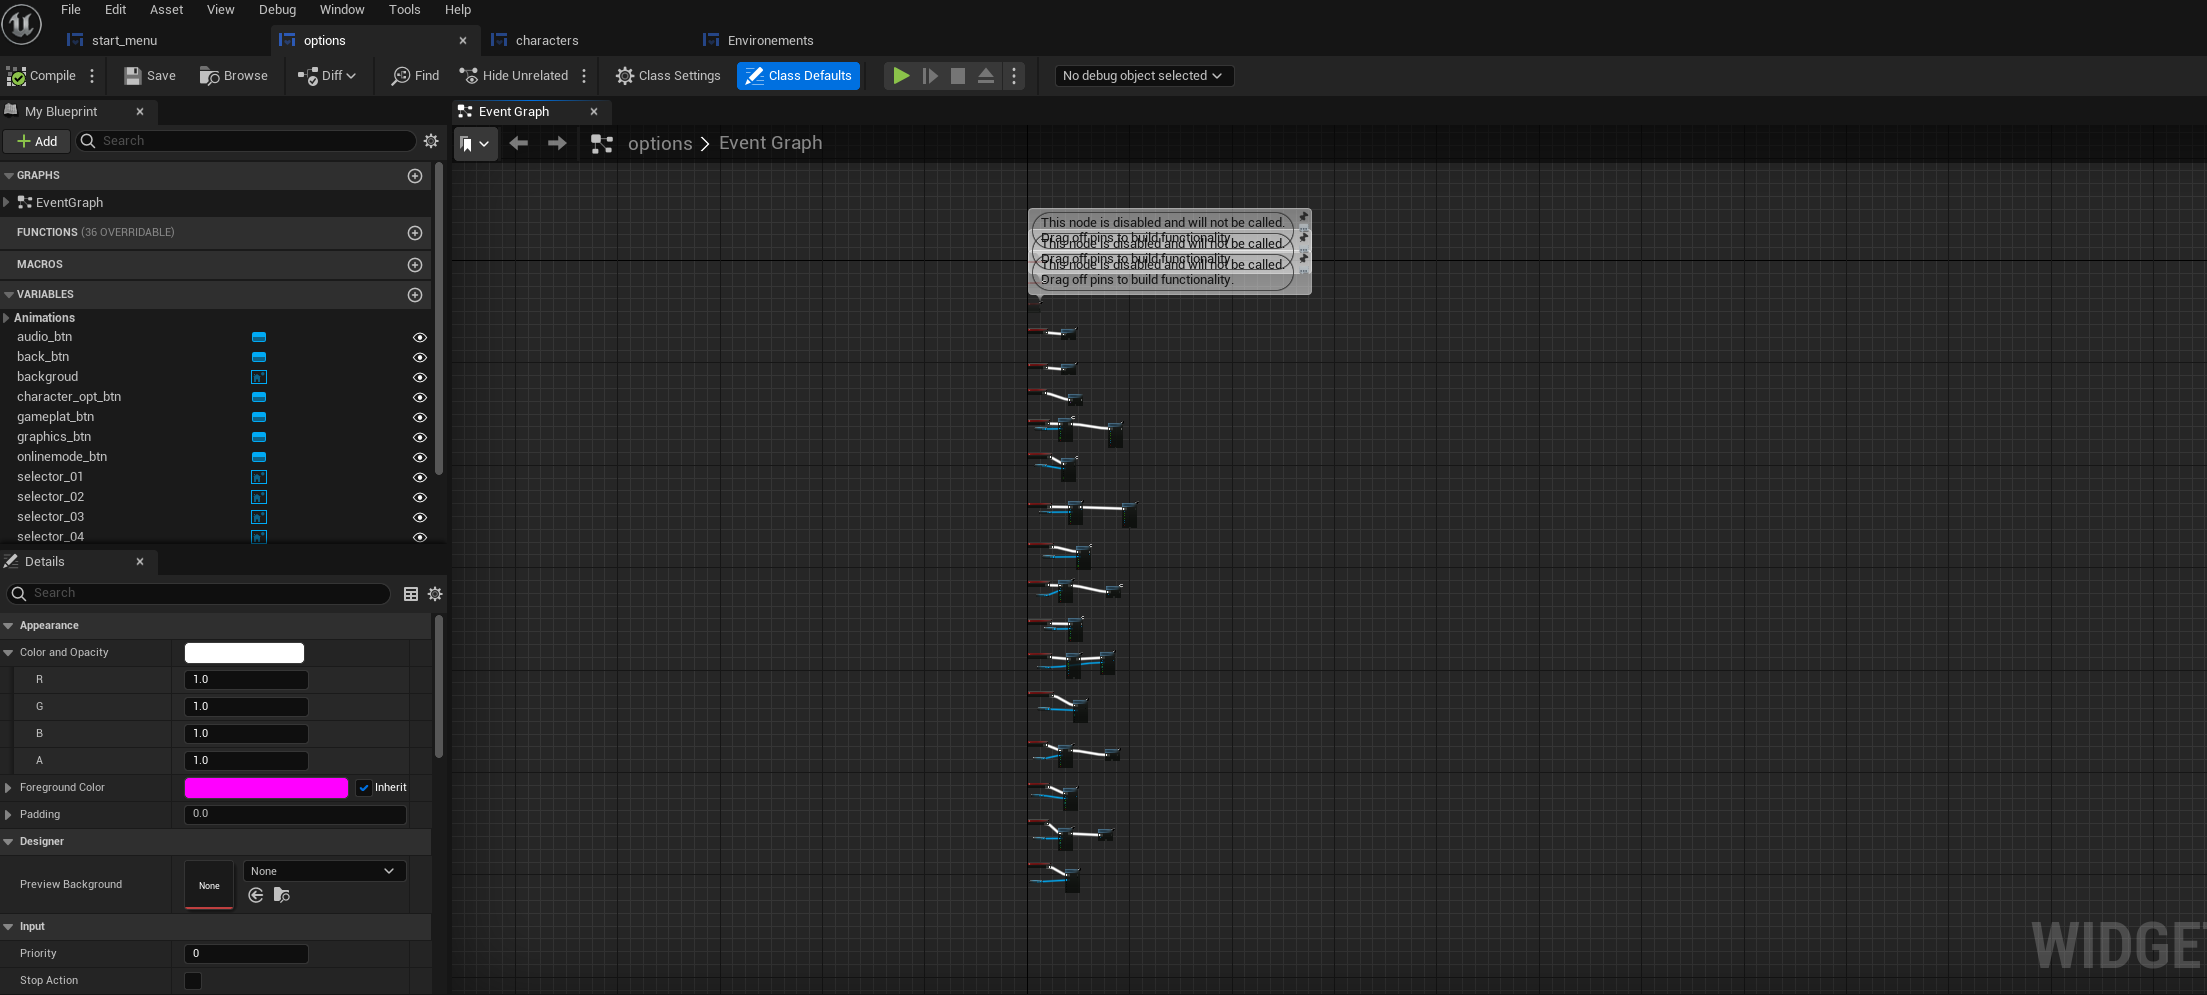 File Edit Asset View Debug Window Tools Help
start_menu options characters Environements
Compile Save Browse Diff Find Hide Unrelated Class Settings Class Defaults No debug object selected
My Blueprint Event Graph
Add Search options Event Graph
GRAPHS
EventGraph
FUNCTIONS (36 OVERRIDABLE)
MACROS
VARIABLES
Animations
audio_btn
back_btn
backgroud
character_opt_btn
gameplat_btn
graphics_btn
onlinemode_btn
selector_01
selector_02
selector_03
selector_04
This node is disabled and will not be called.
Drag off pins to build functionality.
This node is disabled and will not be called.
Drag off pins to build functionality.
This node is disabled and will not be called.
Drag off pins to build functionality.
Details
Search
Appearance
Color and Opacity
R 1.0
G 1.0
B 1.0
A 1.0
Foreground Color Inherit
Padding 0.0
Designer
Preview Background None None
Input
Priority 0
Stop Action
WIDGE